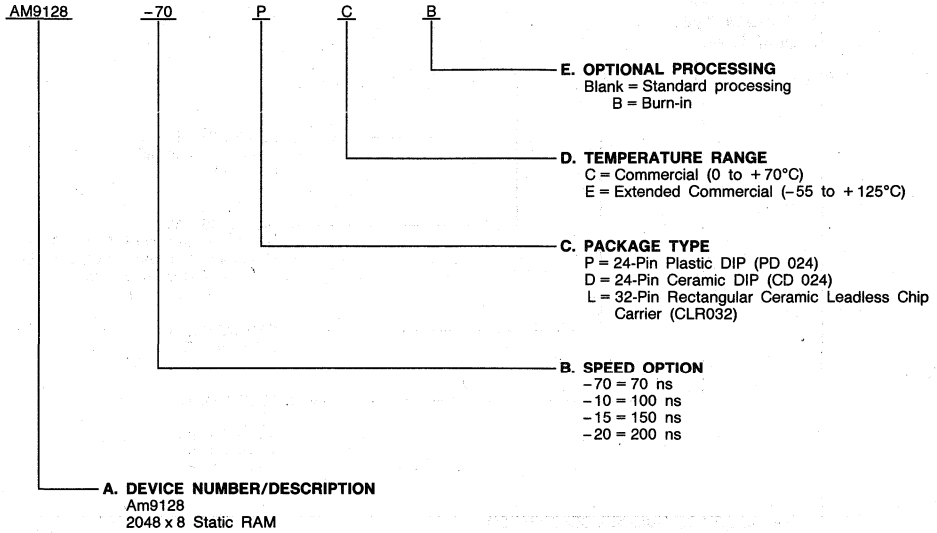 AM9128 -70 P C B
E. OPTIONAL PROCESSING
Blank = Standard processing
B = Burn-in
D. TEMPERATURE RANGE
C = Commercial (0 to +70°C)
E = Extended Commercial (-55 to +125°C)
C. PACKAGE TYPE
P = 24-Pin Plastic DIP (PD 024)
D = 24-Pin Ceramic DIP (CD 024)
L = 32-Pin Rectangular Ceramic Leadless Chip
Carrier (CLR032)
B. SPEED OPTION
-70 = 70 ns
-10 = 100 ns
-15 = 150 ns
-20 = 200 ns
A. DEVICE NUMBER/DESCRIPTION
Am9128
2048 x 8 Static RAM